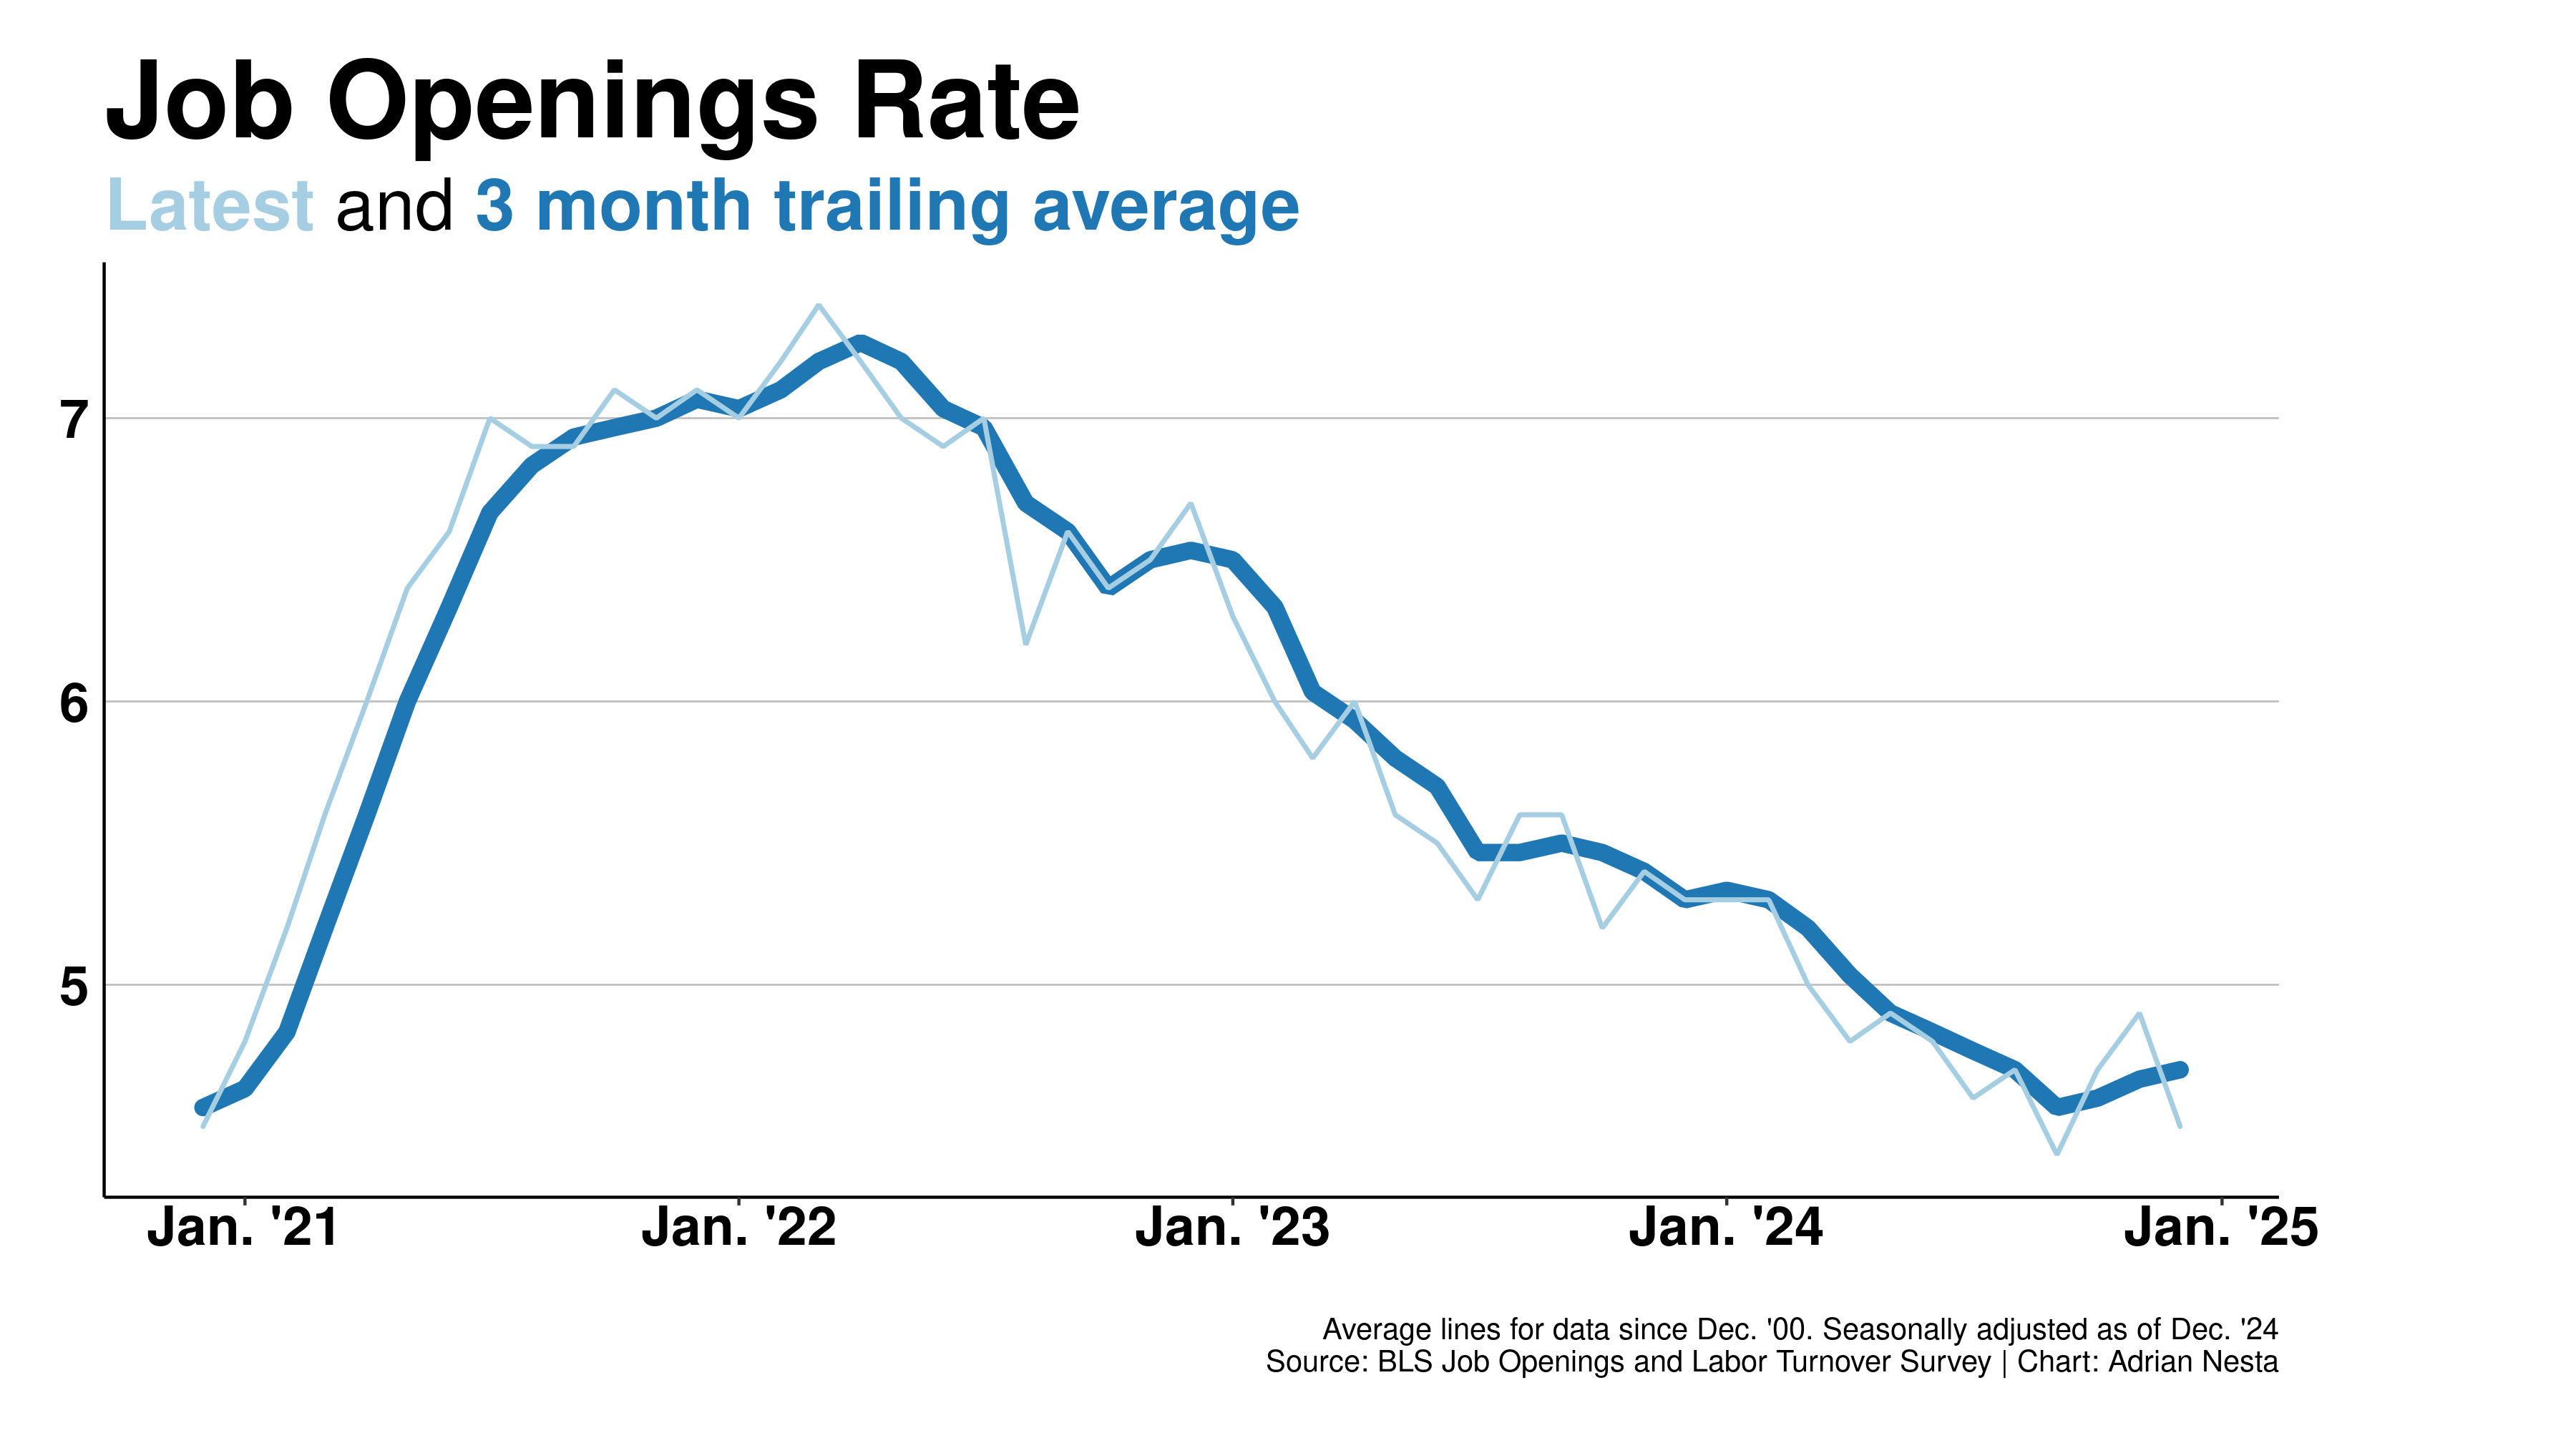 Job Openings Rate
Latest and 3 month trailing average
7
6
5
Jan. '21 Jan. '22 Jan. '23 Jan. '24 Jan. '25
Average lines for data since Dec. '00. Seasonally adjusted as of Dec. '24
Source: BLS Job Openings and Labor Turnover Survey | Chart: Adrian Nesta